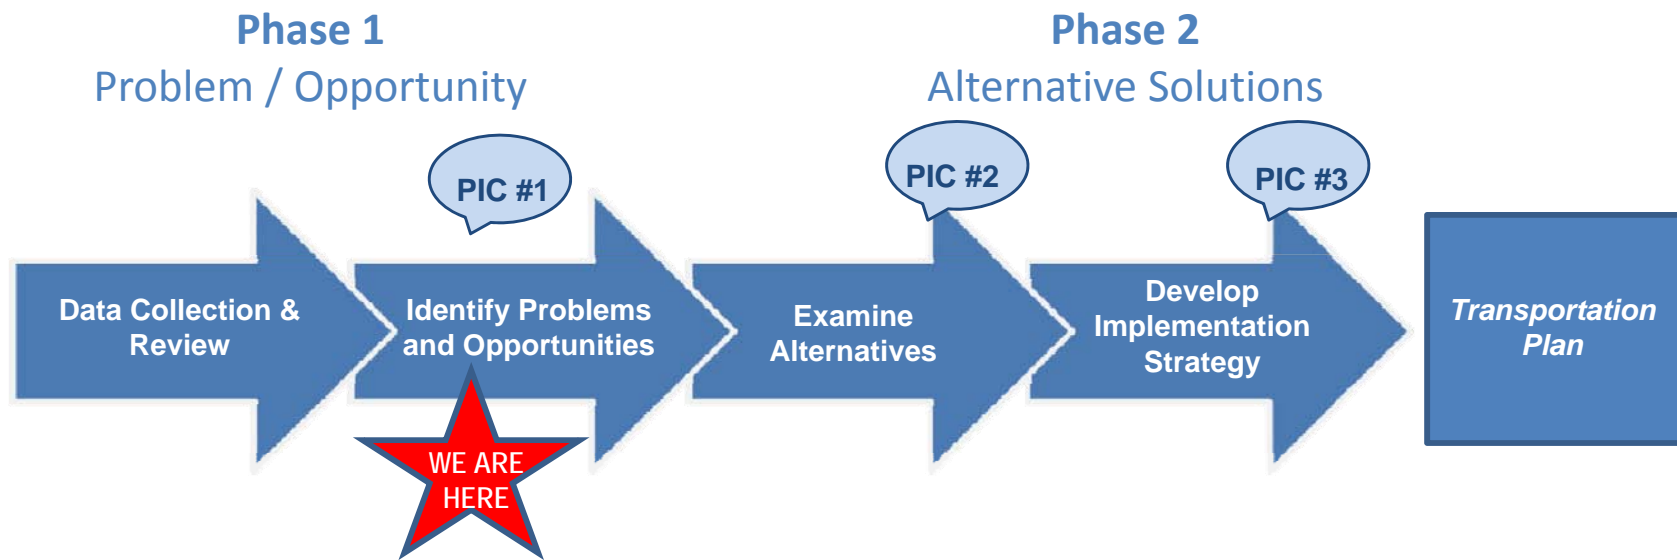 Phase 1
Problem / Opportunity
Phase 2
Alternative Solutions
PIC #1
PIC #2
PIC #3
Data Collection &
Review
Identify Problems
and Opportunities
Examine
Alternatives
Develop
Implementation
Strategy
Transportation
Plan
WE ARE
HERE